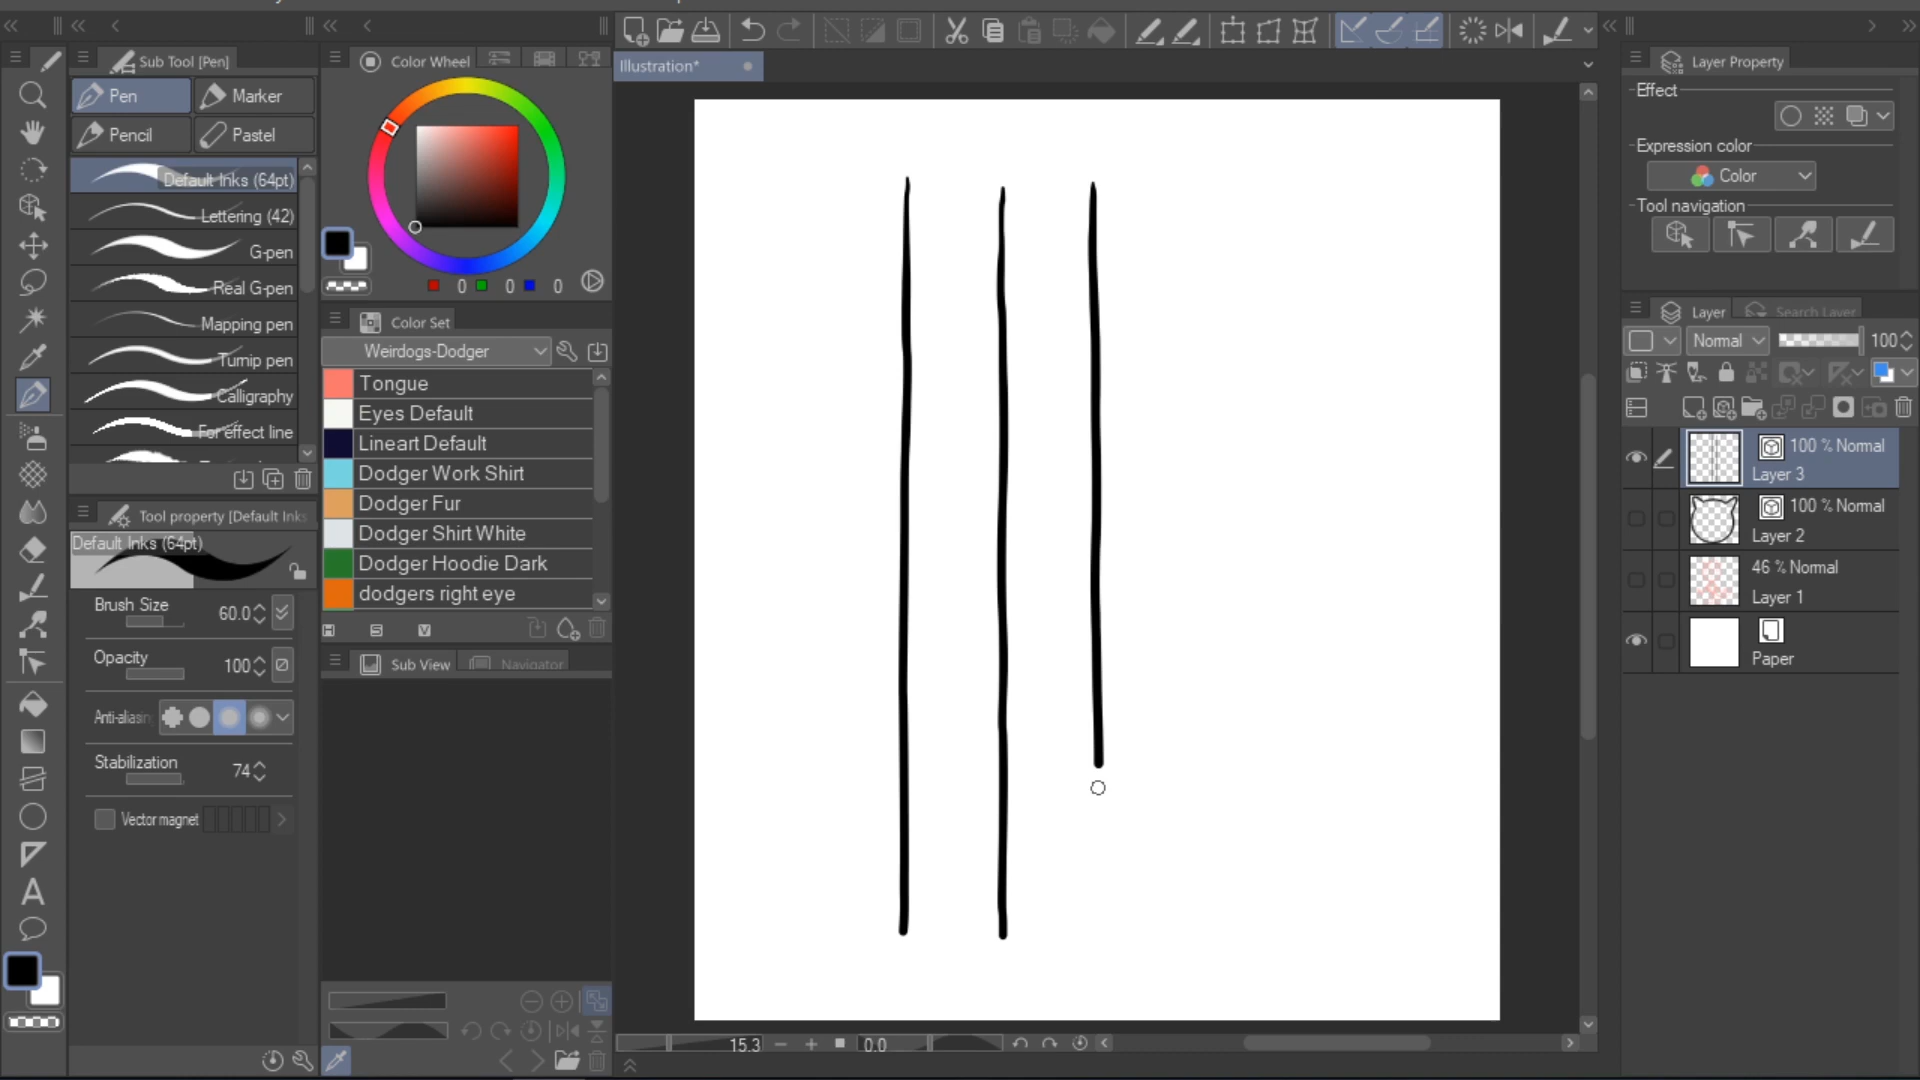 Sub Tool [Pen]
Pen
Marker
Pencil
Pastel
Default Inks (64pt)
Lettering (42)
G-pen
Real G-pen
Mapping pen
Turnip pen
Calligraphy
For effect line
Tool property [Default Inks
Default Inks (64pt)
Brush Size
60.0
Opacity
100
Anti-aliasin
Stabilization
74
Vector magnet
Color Wheel
0
0
0
Color Set
Weirdogs-Dodger
Tongue
Eyes Default
Lineart Default
Dodger Work Shirt
Dodger Fur
Dodger Shirt White
Dodger Hoodie Dark
dodgers right eye
H
S
V
Sub View
Navigator
Illustration*
15.3
0.0
Layer Property
Effect
Expression color
Color
Tool navigation
Layer
Search Layer
Normal
100
100 % Normal
Layer 3
100 % Normal
Layer 2
46 % Normal
Layer 1
Paper